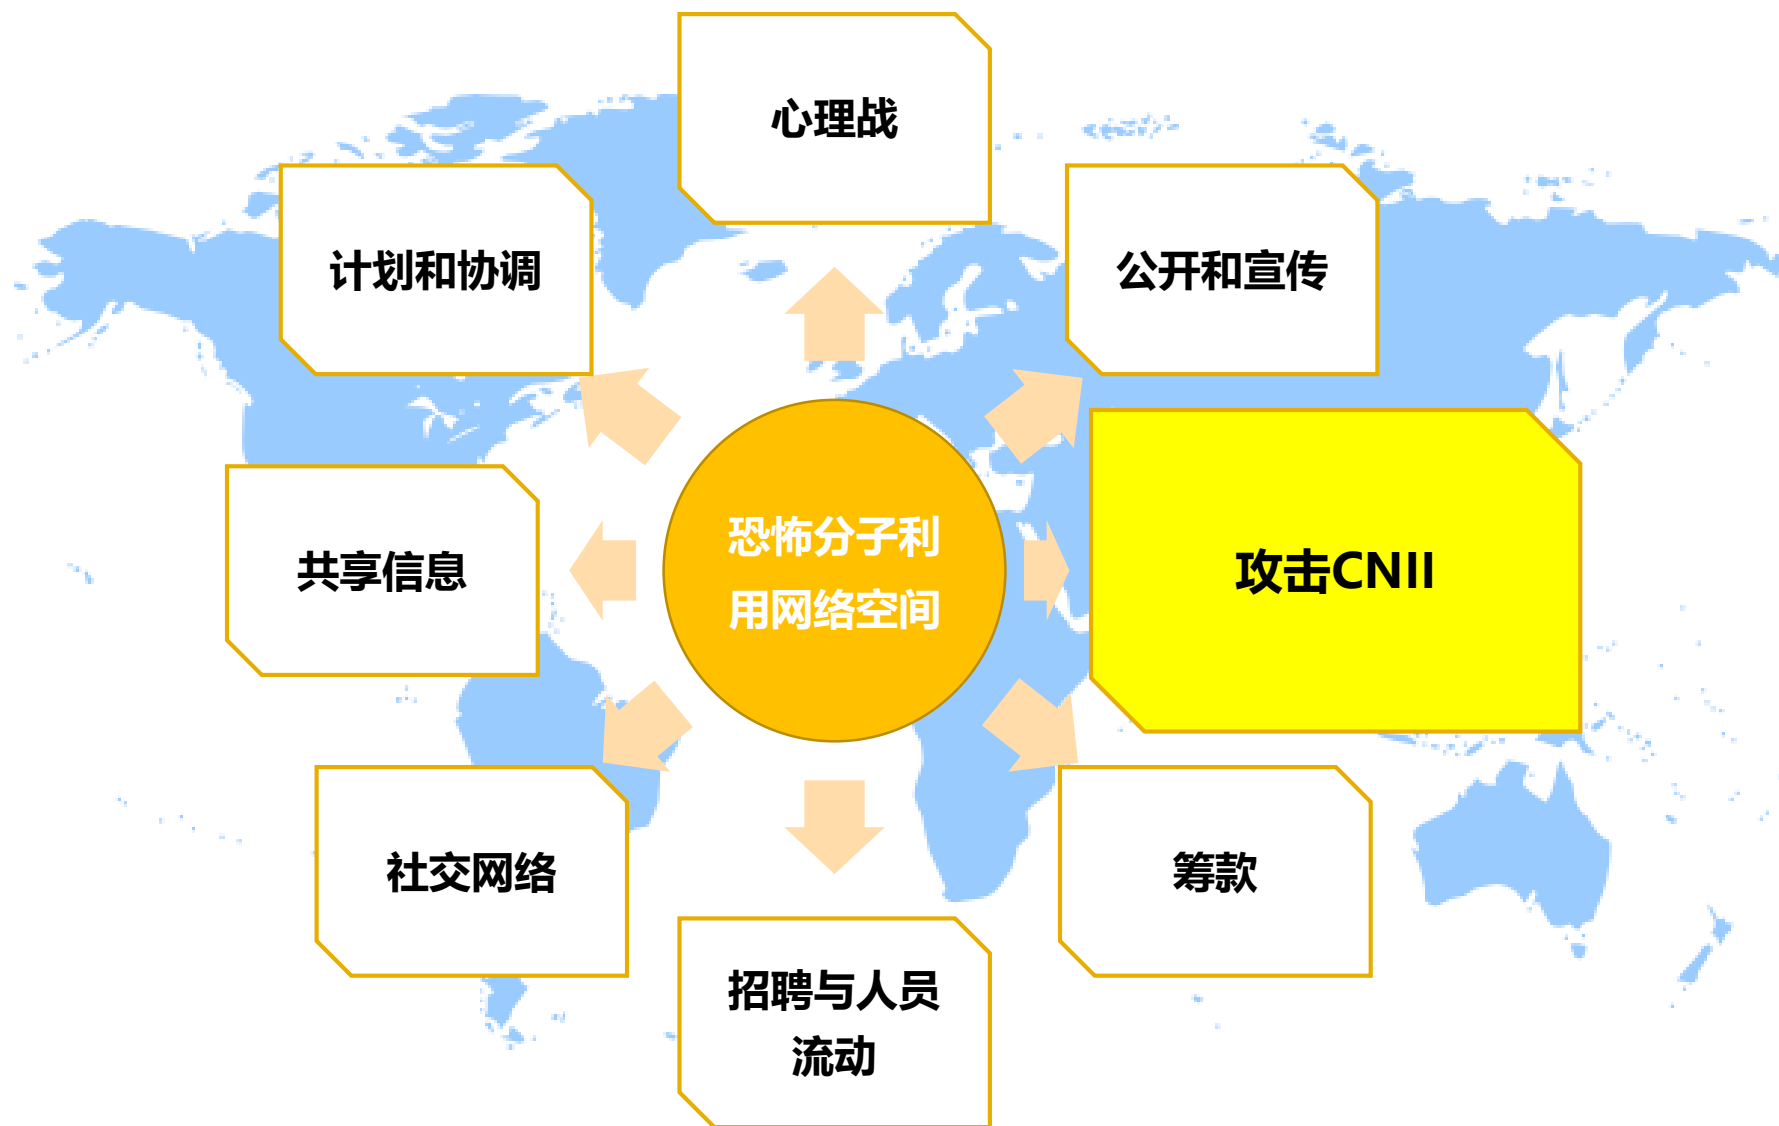 心理战
计划和协调
公开和宣传
恐怖分子利
用网络空间
攻击CNII
共享信息
社交网络
筹款
招聘与人员
流动